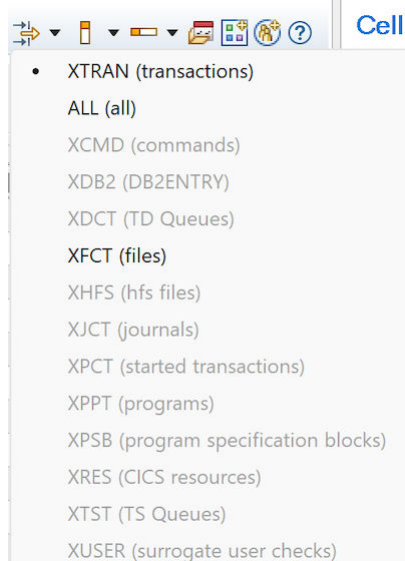 Cell
• XTRAN (transactions)
ALL (all)
XCMD (commands)
XDB2 (DB2ENTRY)
XDCT (TD Queues)
XFCT (files)
XHFS (hfs files)
XJCT (journals)
XPCT (started transactions)
XPPT (programs)
XPSB (program specification blocks)
XRES (CICS resources)
XTST (TS Queues)
XUSER (surrogate user checks)